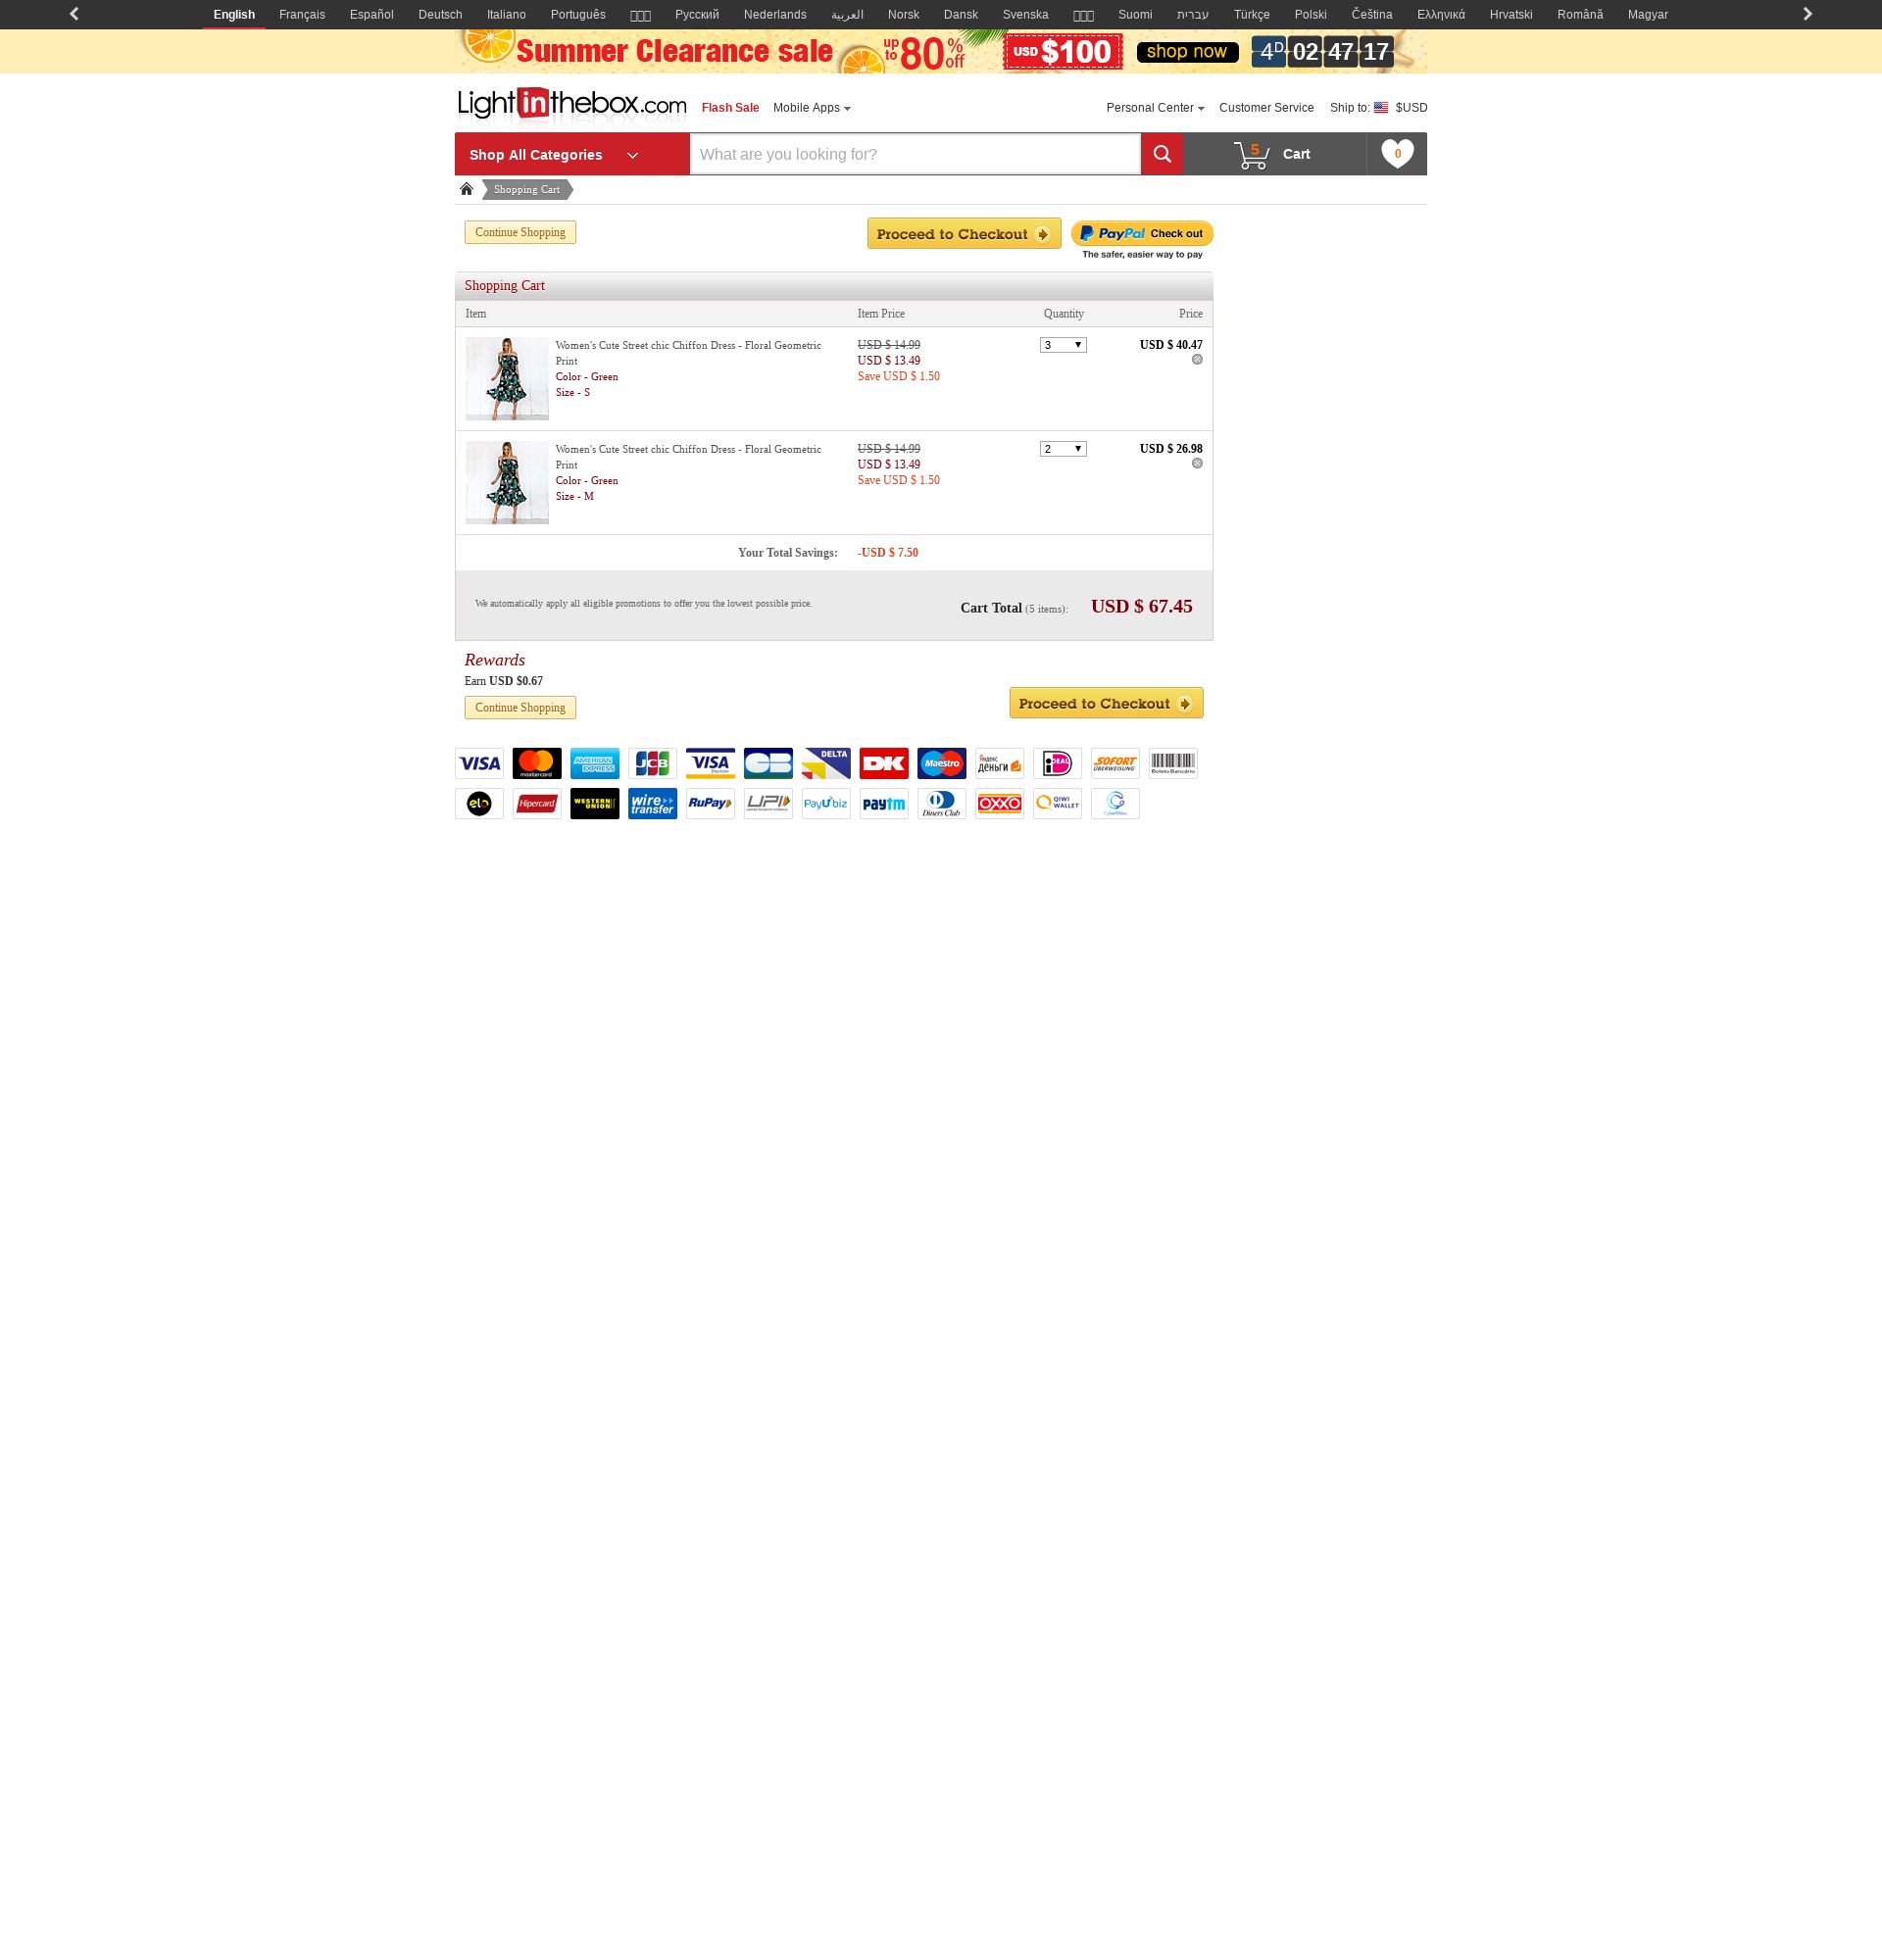 English Français Español Deutsch Italiano Português Русский Nederlands العربية Norsk Dansk Svenska Suomi עברית Türkçe Polski Čeština Ελληνικά Hrvatski Română Magyar
Summer Clearance sale up to 80% off USD $100 shop now 4D 02 47 17
Lightinthebox.com Flash Sale Mobile Apps Personal Center Customer Service Ship to: $USD
Shop All Categories What are you looking for? 5 Cart 0
Shopping Cart
Continue Shopping Proceed to Checkout PayPal Check out
The safer, easier way to pay
Shopping Cart
Item Item Price Quantity Price
Women's Cute Street chic Chiffon Dress - Floral Geometric USD $ 14.99 3 USD $ 40.47
Print USD $ 13.49
Color - Green Save USD $ 1.50
Size - S
Women's Cute Street chic Chiffon Dress - Floral Geometric USD $ 14.99 2 USD $ 26.98
Print USD $ 13.49
Color - Green Save USD $ 1.50
Size - M
Your Total Savings: -USD $ 7.50
We automatically apply all eligible promotions to offer you the lowest possible price. Cart Total (5 items): USD $ 67.45
Rewards
Earn USD $0.67
Continue Shopping Proceed to Checkout
VISA mastercard AMERICAN EXPRESS JCB VISA Electron CB DELTA DK Maestro Яндекс деньги iDEAL SOFORT ÜBERWEISUNG Boleto Bancário
elo Hipercard WESTERN UNION wire transfer RuPay UPI PayUbiz paytm Diners Club OXXO QIWI WALLET